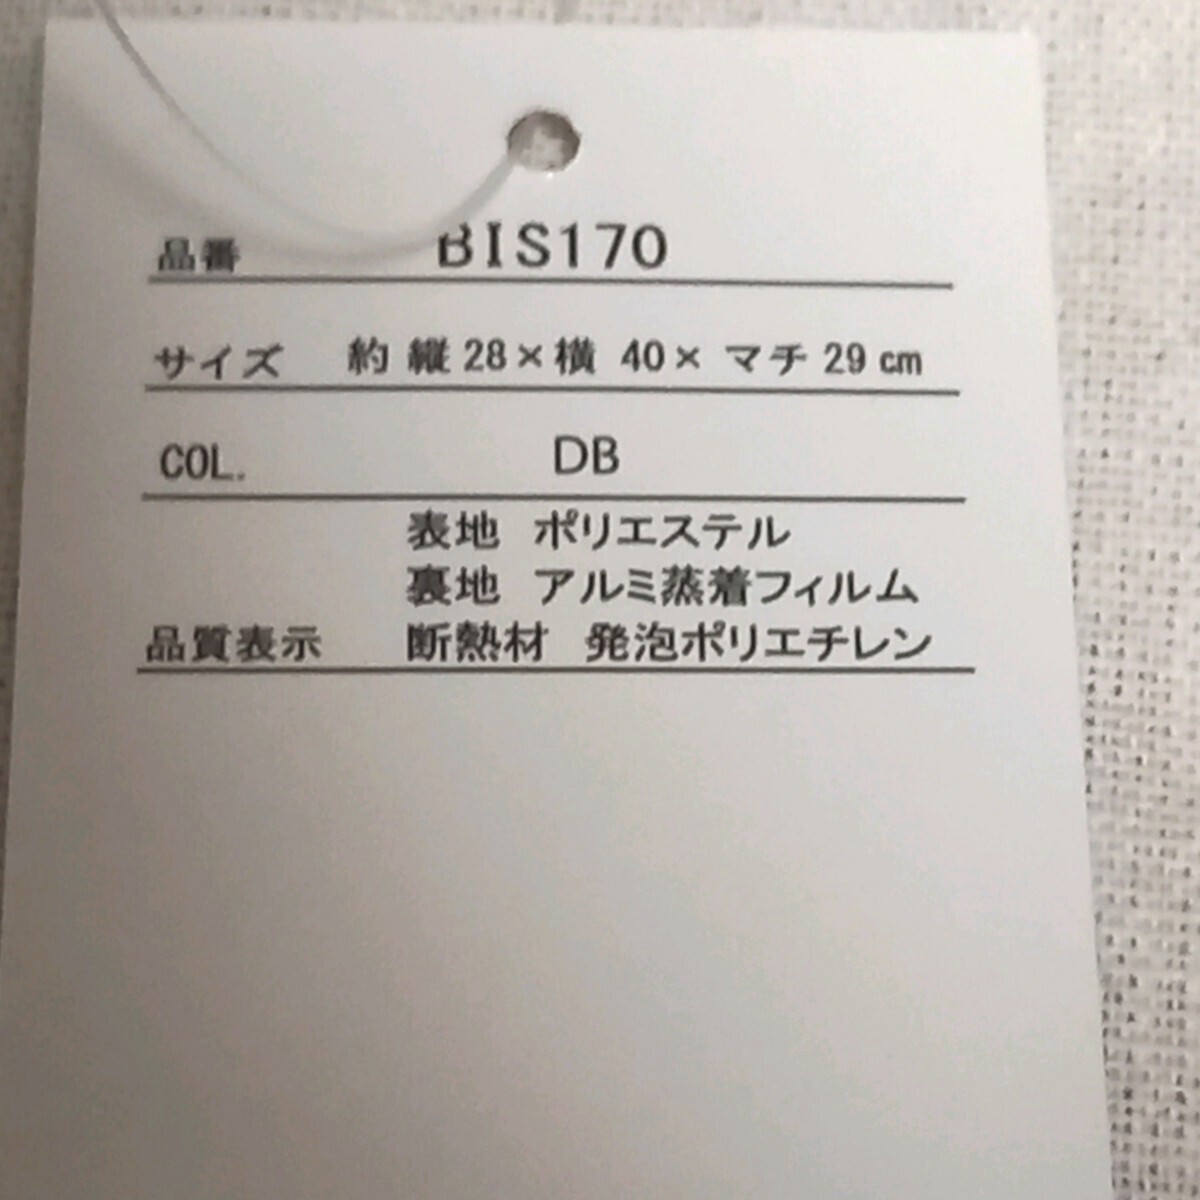 品番 BIS170
サイズ 約 縦 28×横 40× マチ 29 cm
COL. DB
表地 ポリエステル
裏地 アルミ蒸着フィルム
品質表示 断熱材 発泡ポリエチレン